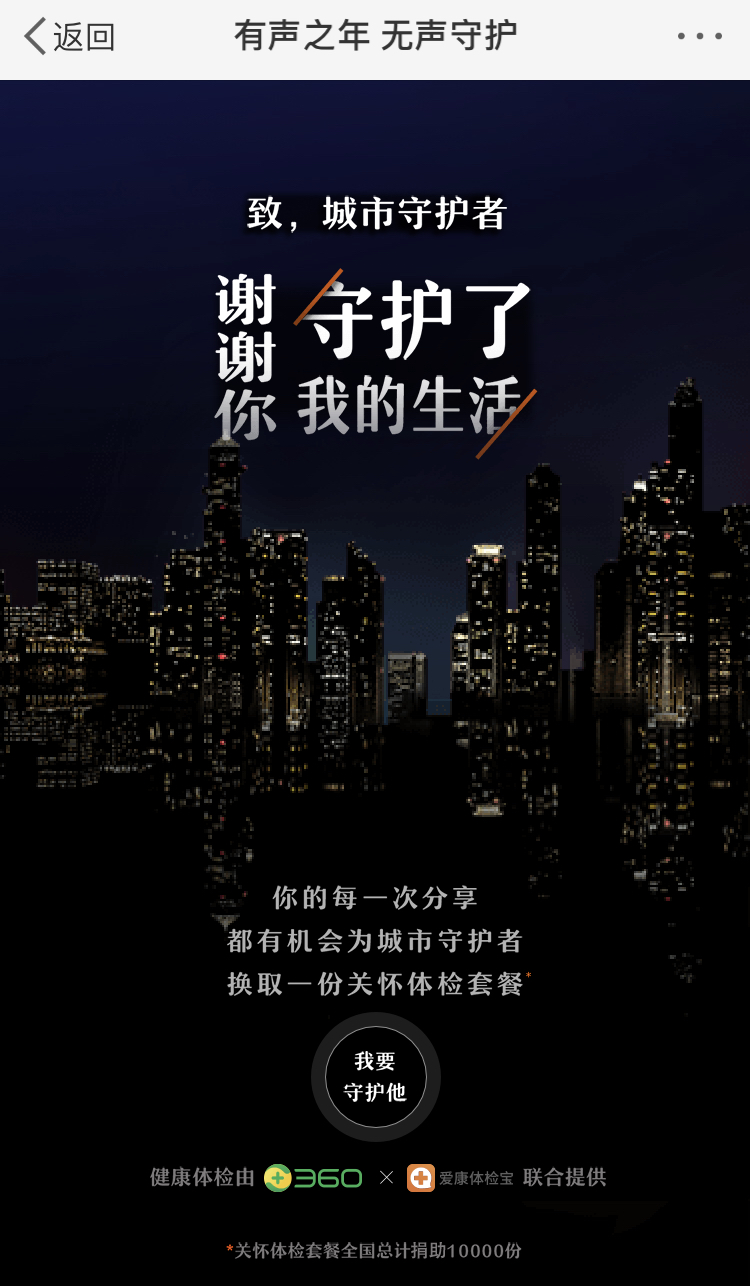 返回
有声之年 无声守护
致，城市守护者
谢谢你
守护了
我的生活
你的每一次分享
都有机会为城市守护者
换取一份关怀体检套餐*
我要
守护他
健康体检由 360 × 爱康体检宝 联合提供
*关怀体检套餐全国总计捐助10000份